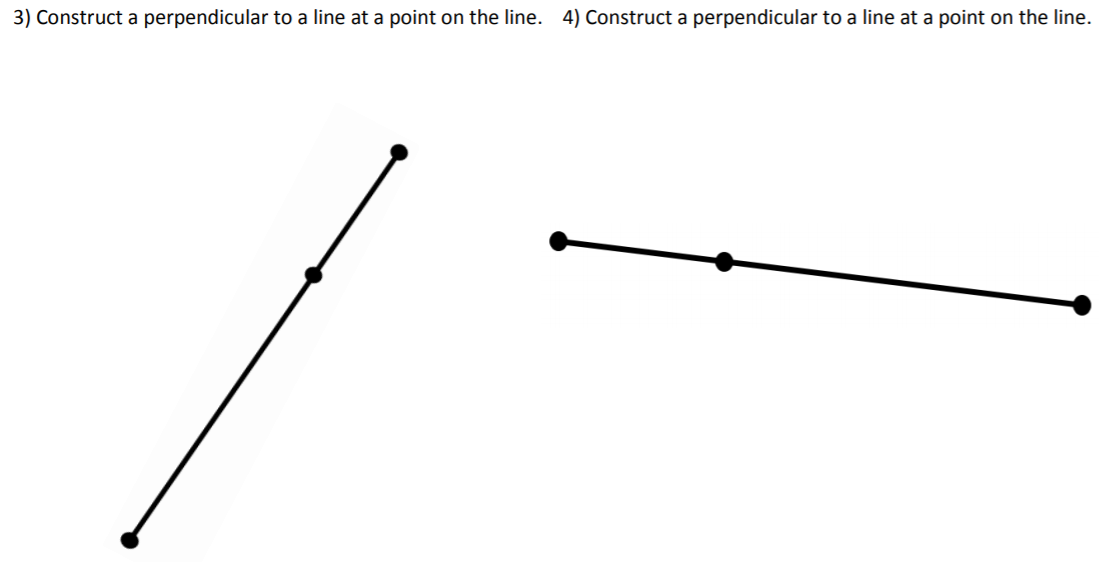 3) Construct a perpendicular to a line at a point on the line.
4) Construct a perpendicular to a line at a point on the line.